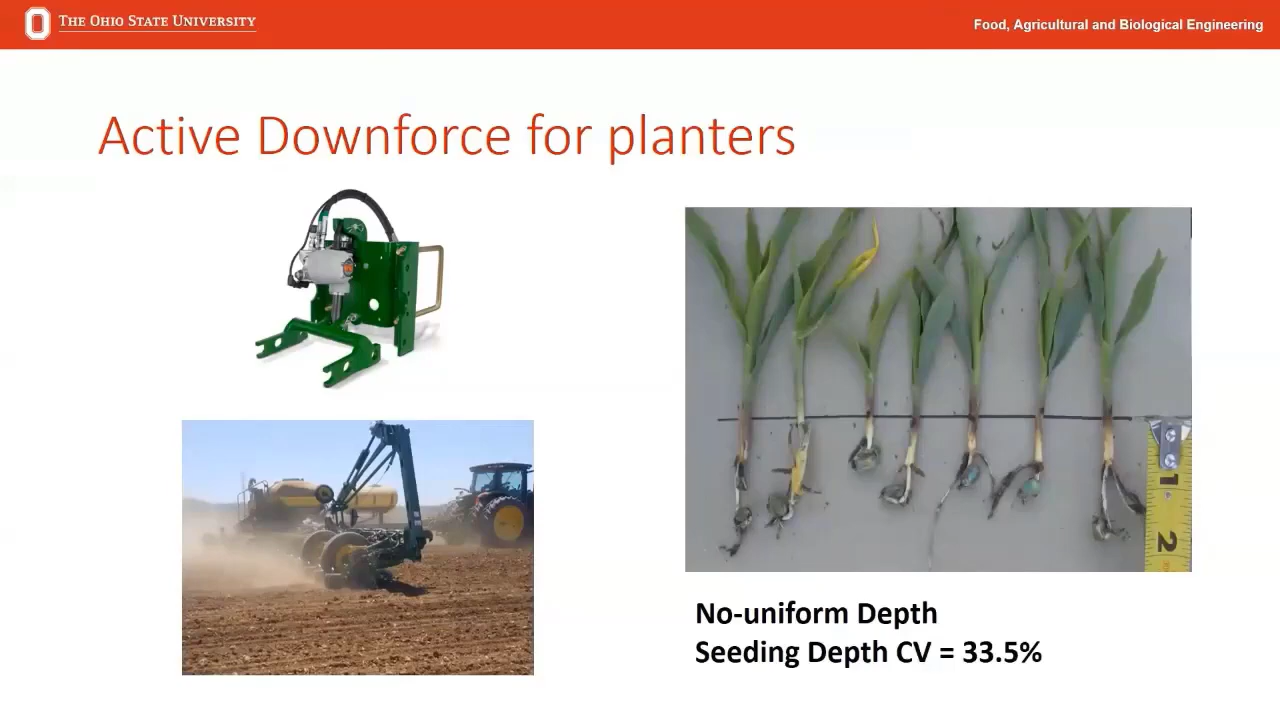 THE OHIO STATE UNIVERSITY
Food, Agricultural and Biological Engineering
Active Downforce for planters
1
2
No-uniform Depth
Seeding Depth CV = 33.5%